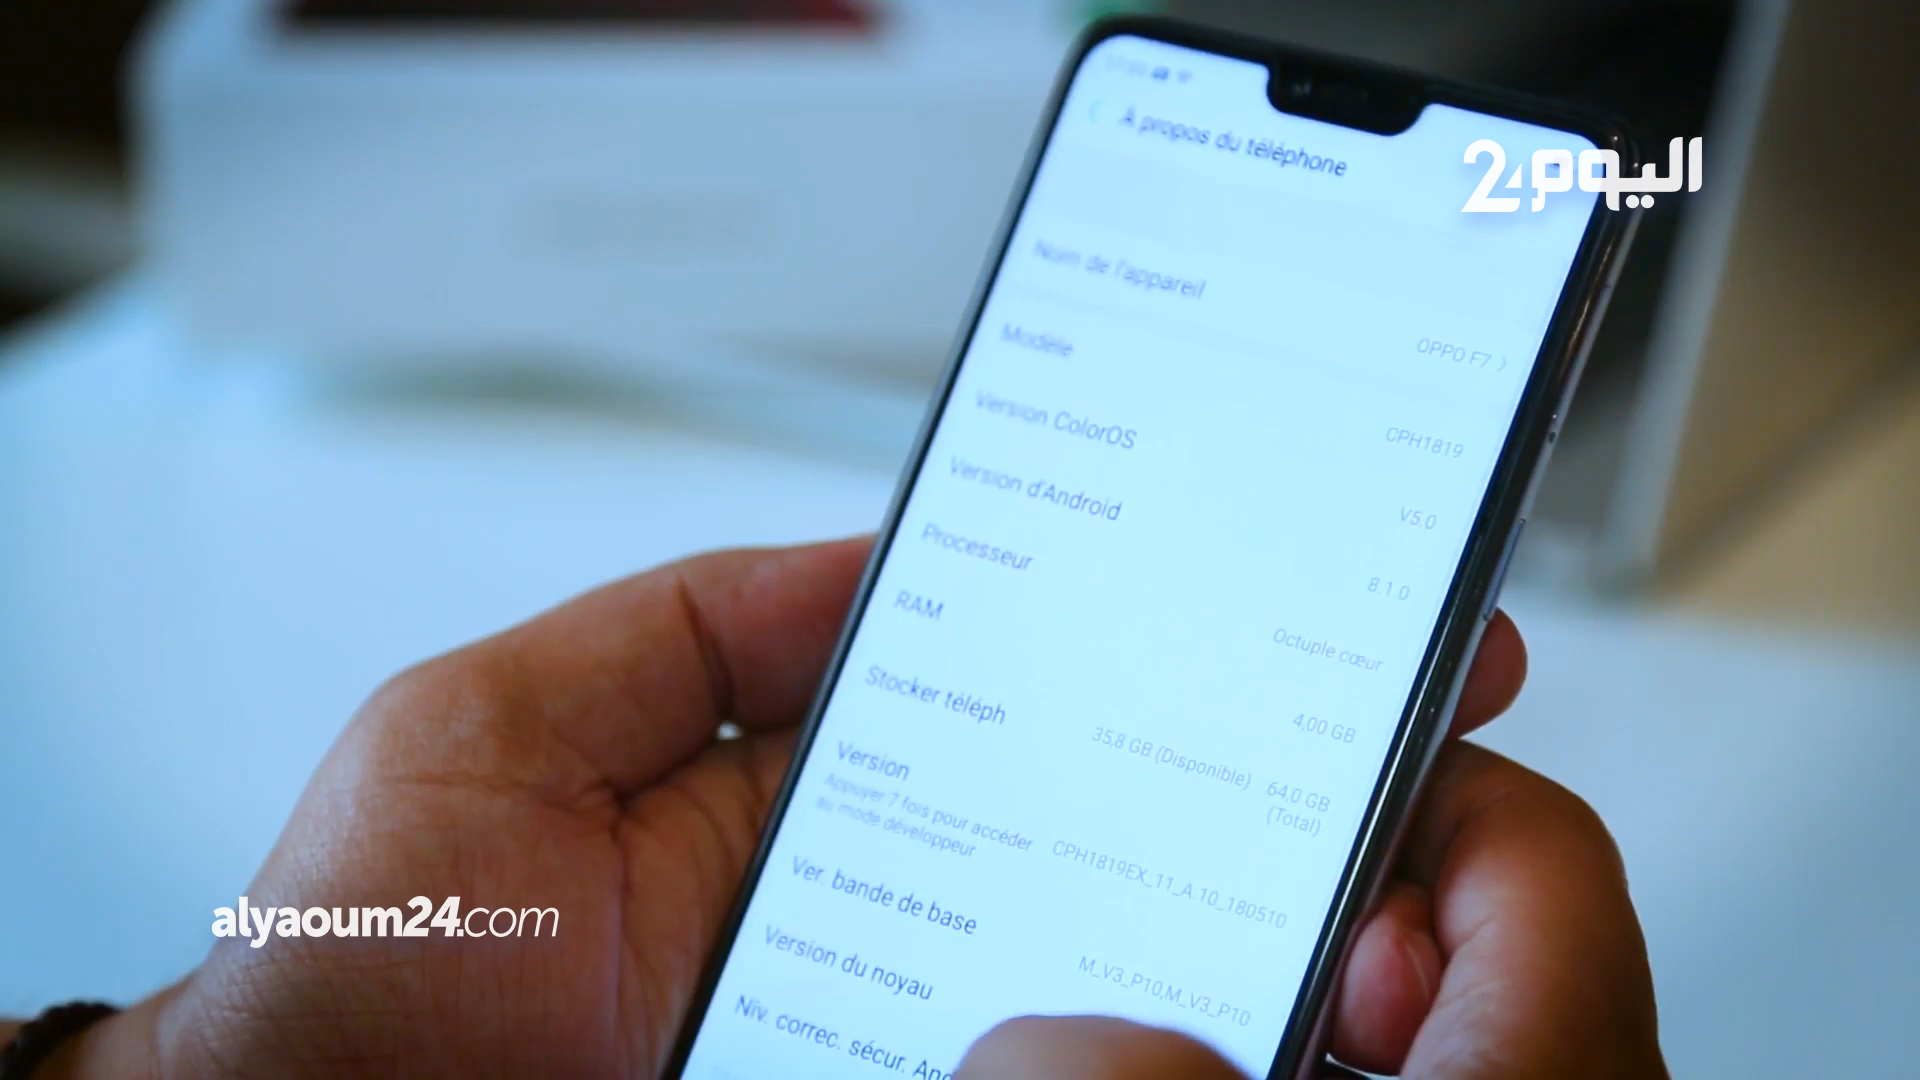 À propos du téléphone
اليوم 24
Nom de l'appareil
OPPO F7 >
Modèle
CPH1819
Version ColorOS
V5.0
Version d'Android
8.1.0
Processeur
Octuple cœur
RAM
4,00 GB
Stocker téléph
35,8 GB (Disponible) 64,0 GB
(Total)
Version
Appuyer 7 fois pour accéder
au mode développeur
CPH1819EX_11_A.10_180510
Ver. bande de base
M_V3_P10,M_V3_P10
Version du noyau
Niv. correc. sécur. And
alyaoum24.com